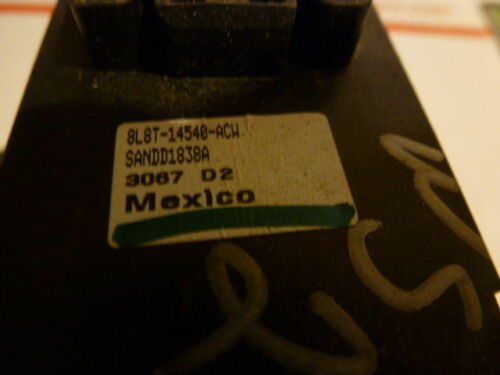 8L8T-14540-ACW
SANDD1838A
3067 D2
Mexico